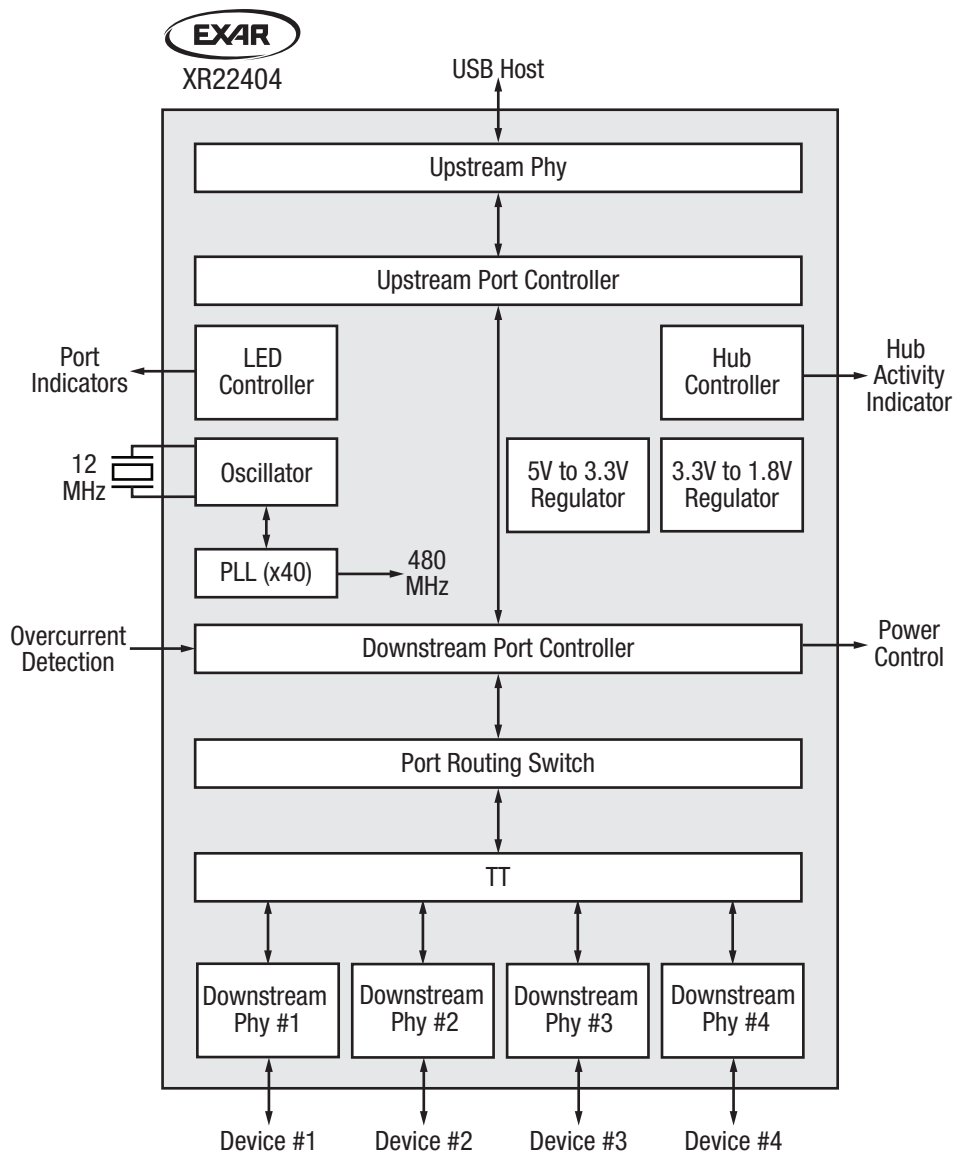 EXAR
XR22404
USB Host
Upstream Phy
Upstream Port Controller
Port
Indicators
LED
Controller
Hub
Controller
Hub
Activity
Indicator
12
MHz
Oscillator
5V to 3.3V
Regulator
3.3V to 1.8V
Regulator
PLL (x40)
480
MHz
Overcurrent
Detection
Downstream Port Controller
Power
Control
Port Routing Switch
TT
Downstream
Phy #1
Downstream
Phy #2
Downstream
Phy #3
Downstream
Phy #4
Device #1
Device #2
Device #3
Device #4